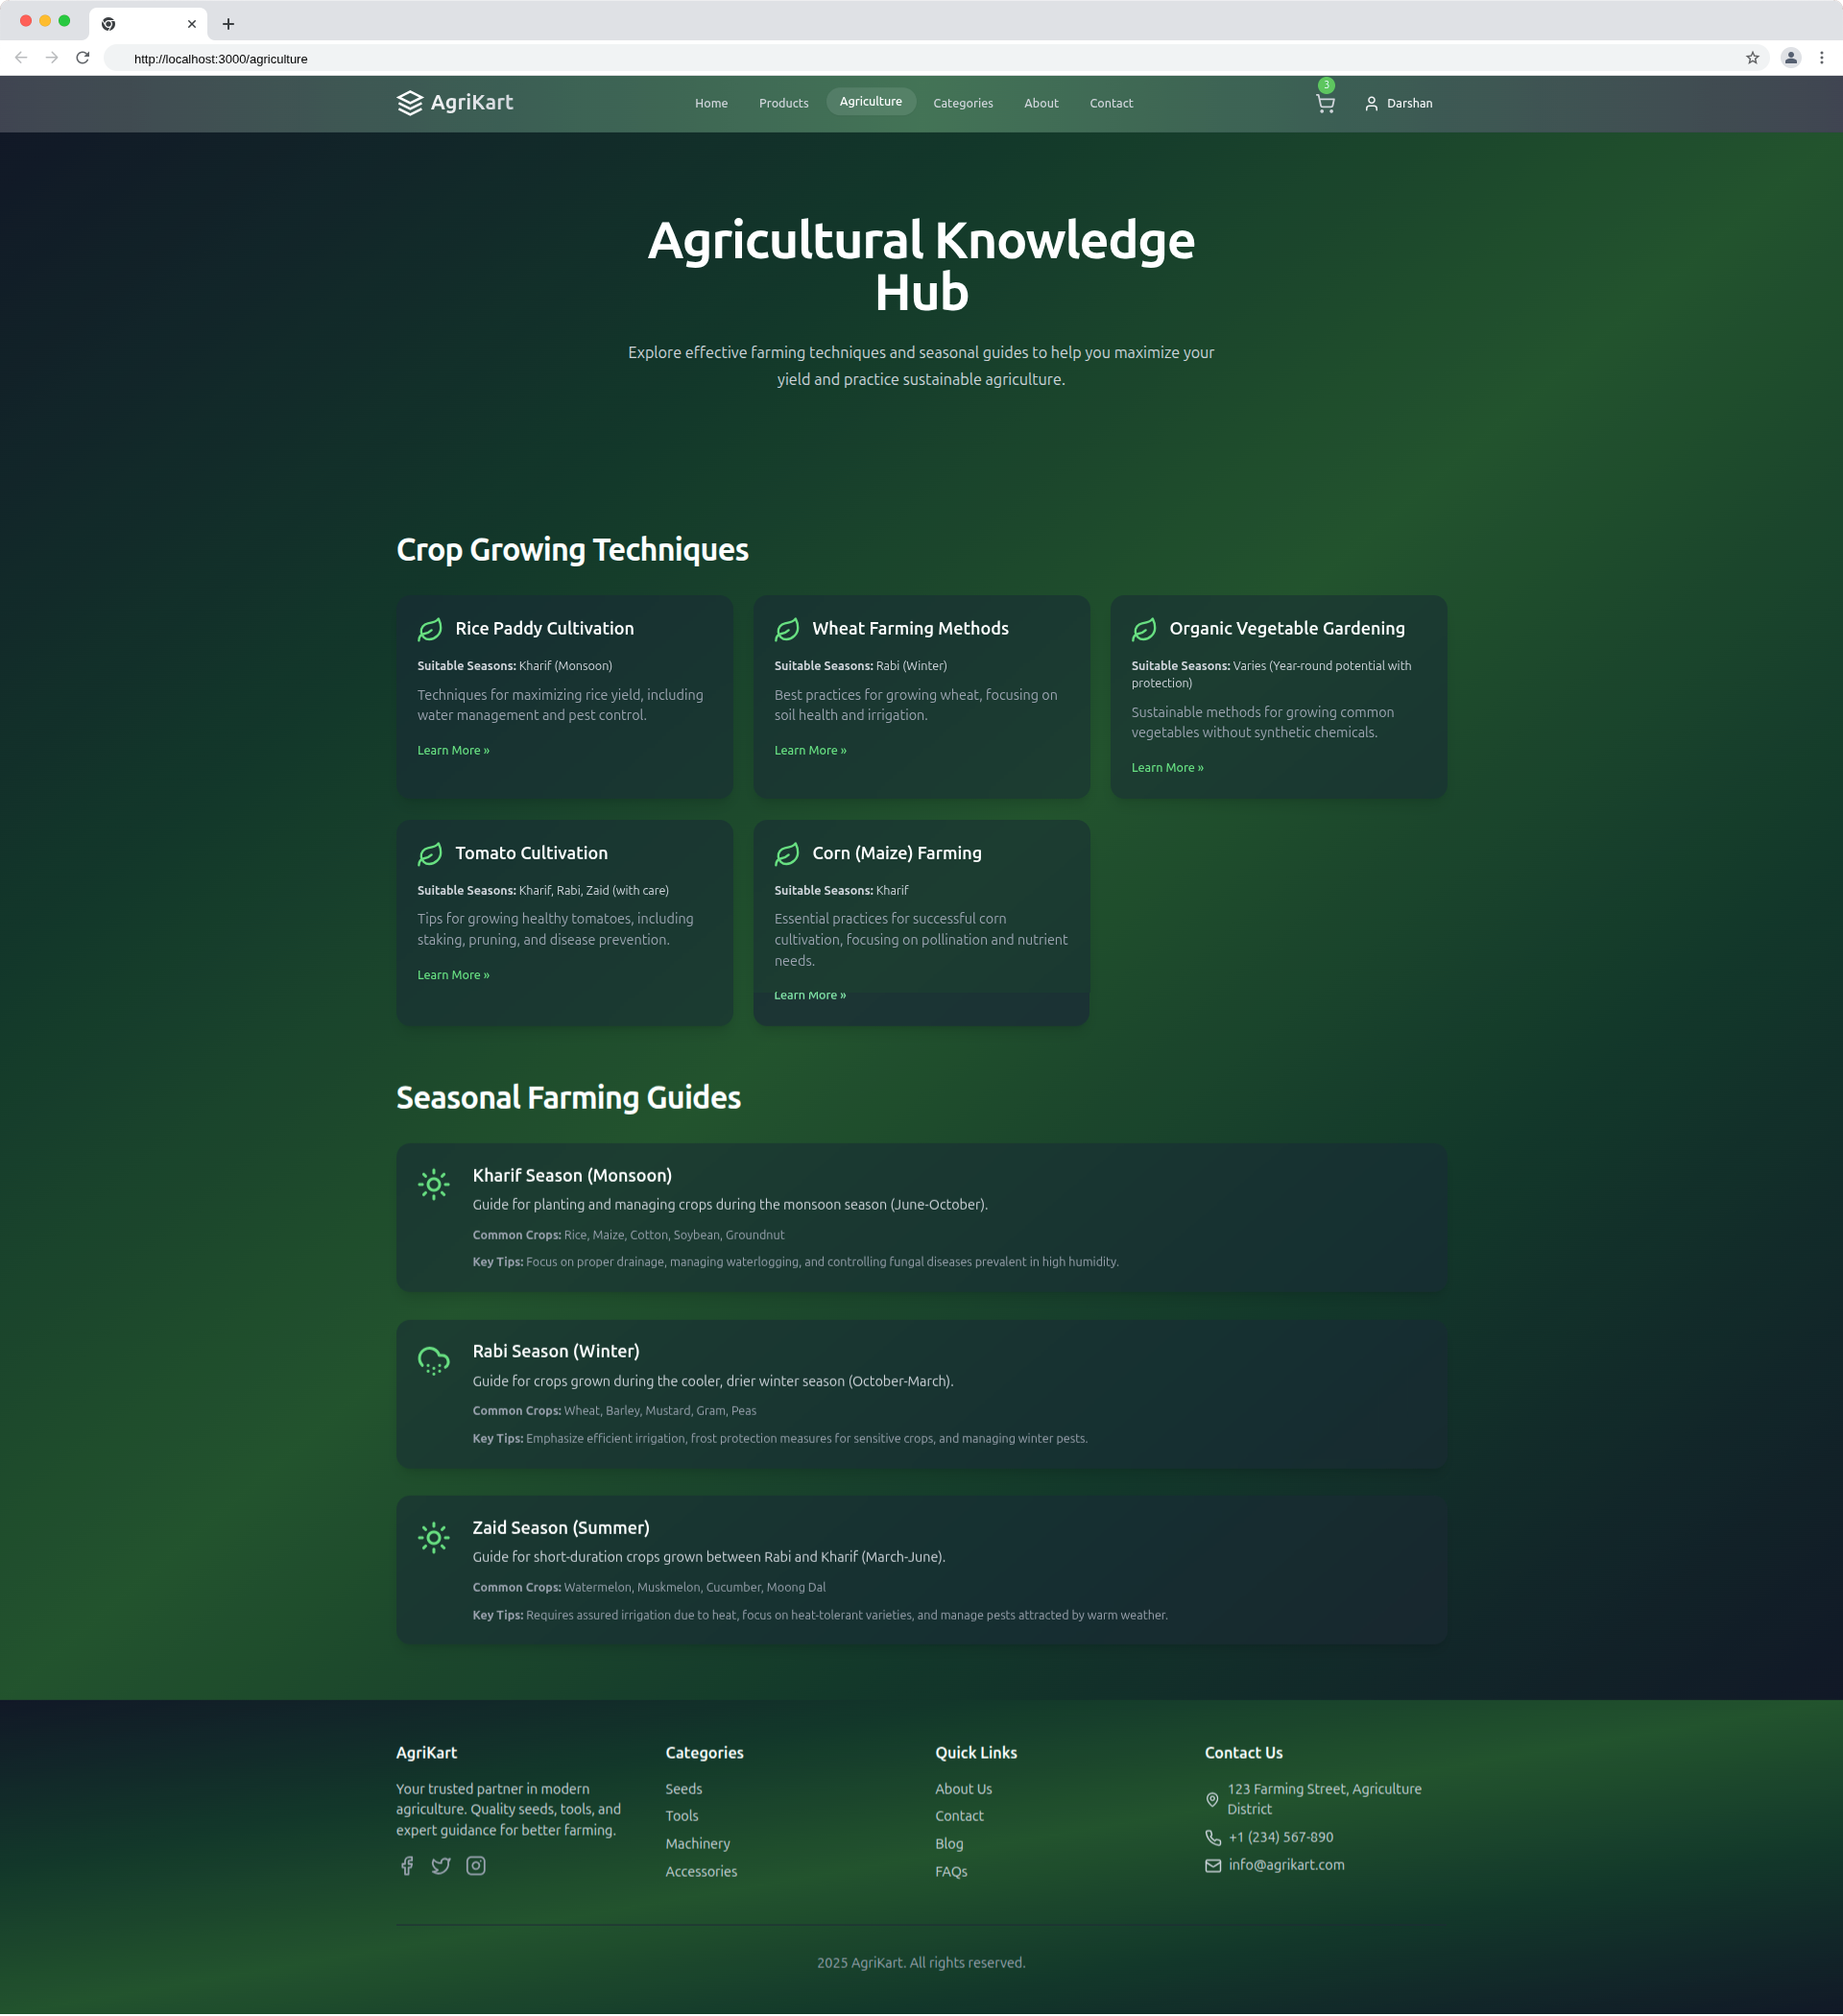 http://localhost:3000/agriculture
AgriKart
Home
Products
Agriculture
Categories
About
Contact
3
Darshan
Agricultural Knowledge
Hub
Explore effective farming techniques and seasonal guides to help you maximize your
yield and practice sustainable agriculture.
Crop Growing Techniques
Rice Paddy Cultivation
Suitable Seasons: Kharif (Monsoon)
Techniques for maximizing rice yield, including
water management and pest control.
Learn More »
Wheat Farming Methods
Suitable Seasons: Rabi (Winter)
Best practices for growing wheat, focusing on
soil health and irrigation.
Learn More »
Organic Vegetable Gardening
Suitable Seasons: Varies (Year-round potential with
protection)
Sustainable methods for growing common
vegetables without synthetic chemicals.
Learn More »
Tomato Cultivation
Suitable Seasons: Kharif, Rabi, Zaid (with care)
Tips for growing healthy tomatoes, including
staking, pruning, and disease prevention.
Learn More »
Corn (Maize) Farming
Suitable Seasons: Kharif
Essential practices for successful corn
cultivation, focusing on pollination and nutrient
needs.
Learn More »
Seasonal Farming Guides
Kharif Season (Monsoon)
Guide for planting and managing crops during the monsoon season (June-October).
Common Crops: Rice, Maize, Cotton, Soybean, Groundnut
Key Tips: Focus on proper drainage, managing waterlogging, and controlling fungal diseases prevalent in high humidity.
Rabi Season (Winter)
Guide for crops grown during the cooler, drier winter season (October-March).
Common Crops: Wheat, Barley, Mustard, Gram, Peas
Key Tips: Emphasize efficient irrigation, frost protection measures for sensitive crops, and managing winter pests.
Zaid Season (Summer)
Guide for short-duration crops grown between Rabi and Kharif (March-June).
Common Crops: Watermelon, Muskmelon, Cucumber, Moong Dal
Key Tips: Requires assured irrigation due to heat, focus on heat-tolerant varieties, and manage pests attracted by warm weather.
AgriKart
Your trusted partner in modern
agriculture. Quality seeds, tools, and
expert guidance for better farming.
Categories
Seeds
Tools
Machinery
Accessories
Quick Links
About Us
Contact
Blog
FAQs
Contact Us
123 Farming Street, Agriculture
District
+1 (234) 567-890
info@agrikart.com
2025 AgriKart. All rights reserved.